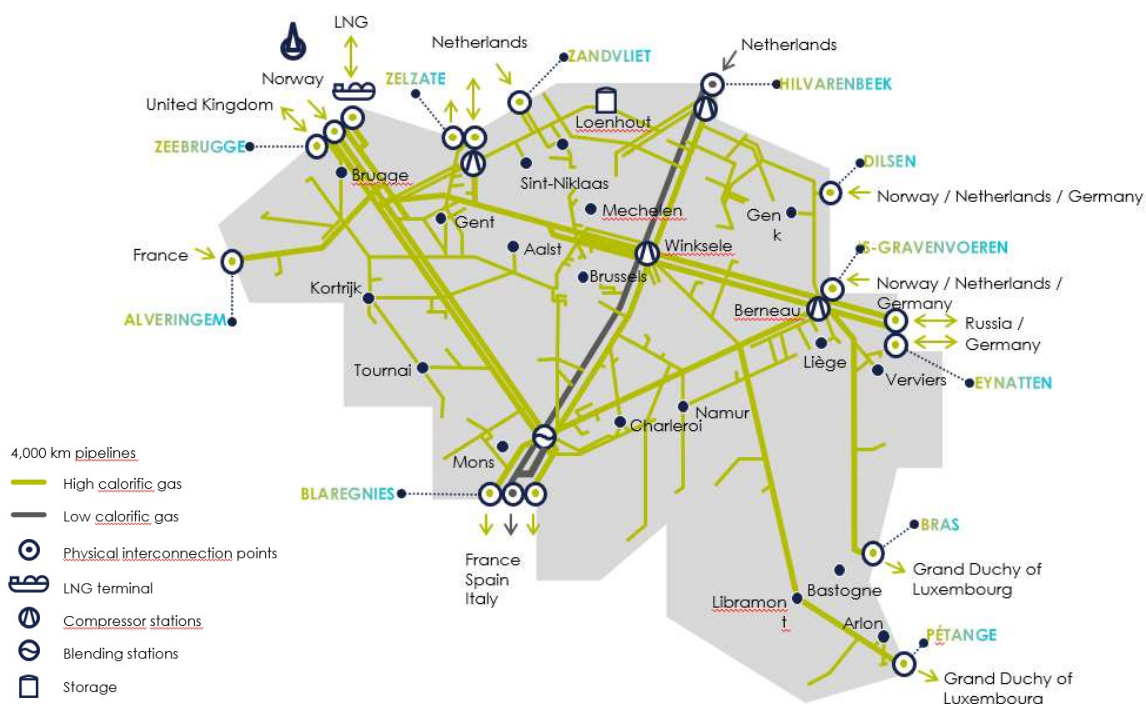 LNG
Netherlands
ZANDVLIET
Netherlands
Norway
ZELZATE
HILVARENBEEK
United Kingdom
Loenhout
ZEEBRUGGE
Brugge
Sint-Niklaas
DILSEN
Norway / Netherlands / Germany
Gent
Mechelen
Gen
k
Aalst
Winksele
S-GRAVENVOEREN
France
Brussels
Kortrijk
Norway / Netherlands /
Germany
Berneau
ALVERINGEM
Russia /
Germany
Liège
Tournai
Verviers
EYNATTEN
Namur
Charleroi
Mons
4,000 km pipelines
High calorific gas
BLAREGNIES
Low calorific gas
BRAS
Physical interconnection points
France
Spain
Italy
Grand Duchy of
Luxembourg
LNG terminal
Bastogne
Libramon
t
Compressor stations
Arlon
PÉTANGE
Blending stations
Grand Duchy of
Luxembourg
Storage